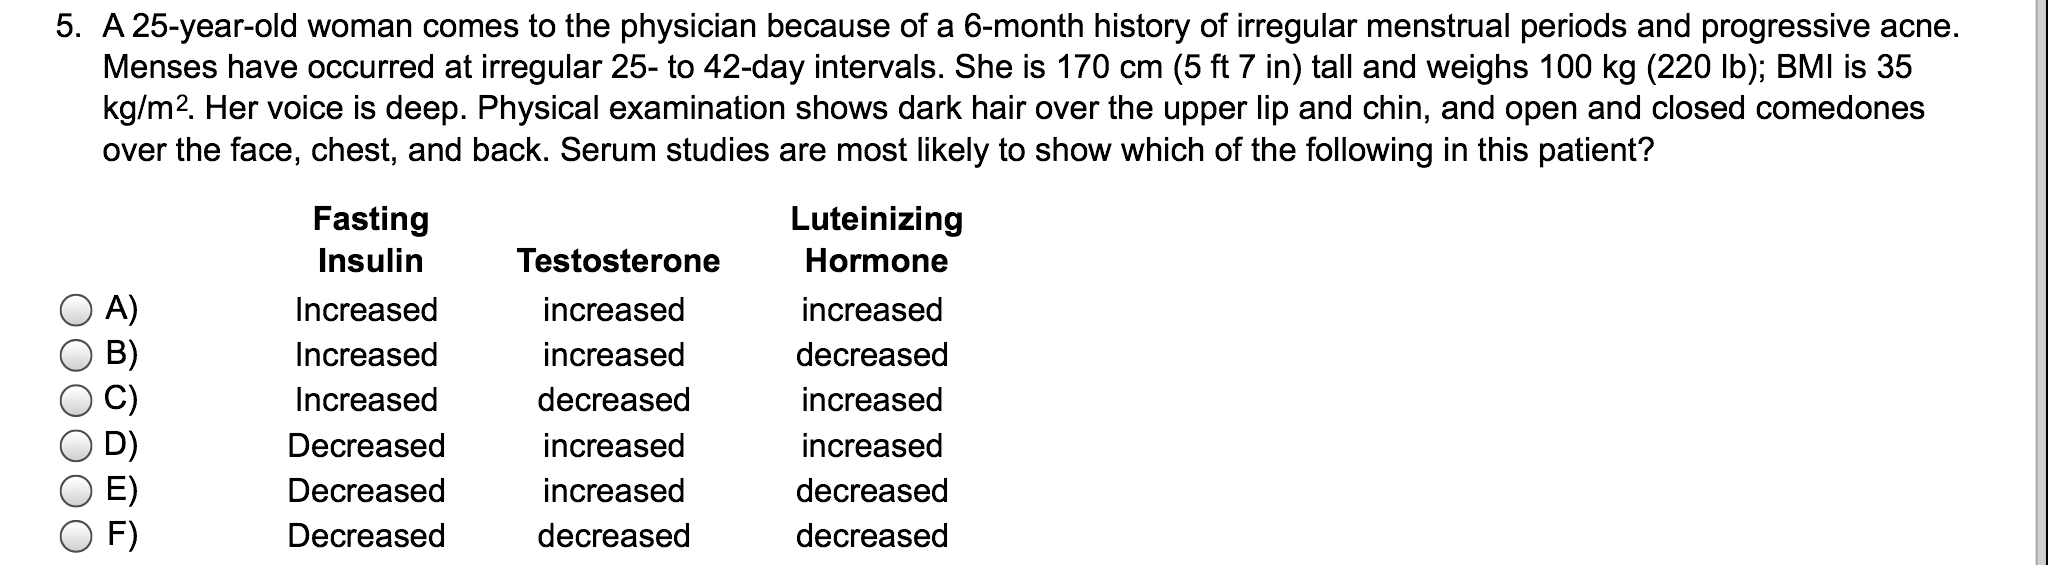 5. A 25-year-old woman comes to the physician because of a 6-month history of irregular menstrual periods and progressive acne.
Menses have occurred at irregular 25- to 42-day intervals. She is 170 cm (5 ft 7 in) tall and weighs 100 kg (220 lb); BMI is 35
kg/m2. Her voice is deep. Physical examination shows dark hair over the upper lip and chin, and open and closed comedones
over the face, chest, and back. Serum studies are most likely to show which of the following in this patient?
Fasting Luteinizing
Insulin Testosterone Hormone
A) Increased increased increased
B) Increased increased decreased
C) Increased decreased increased
D) Decreased increased increased
E) Decreased increased decreased
F) Decreased decreased decreased